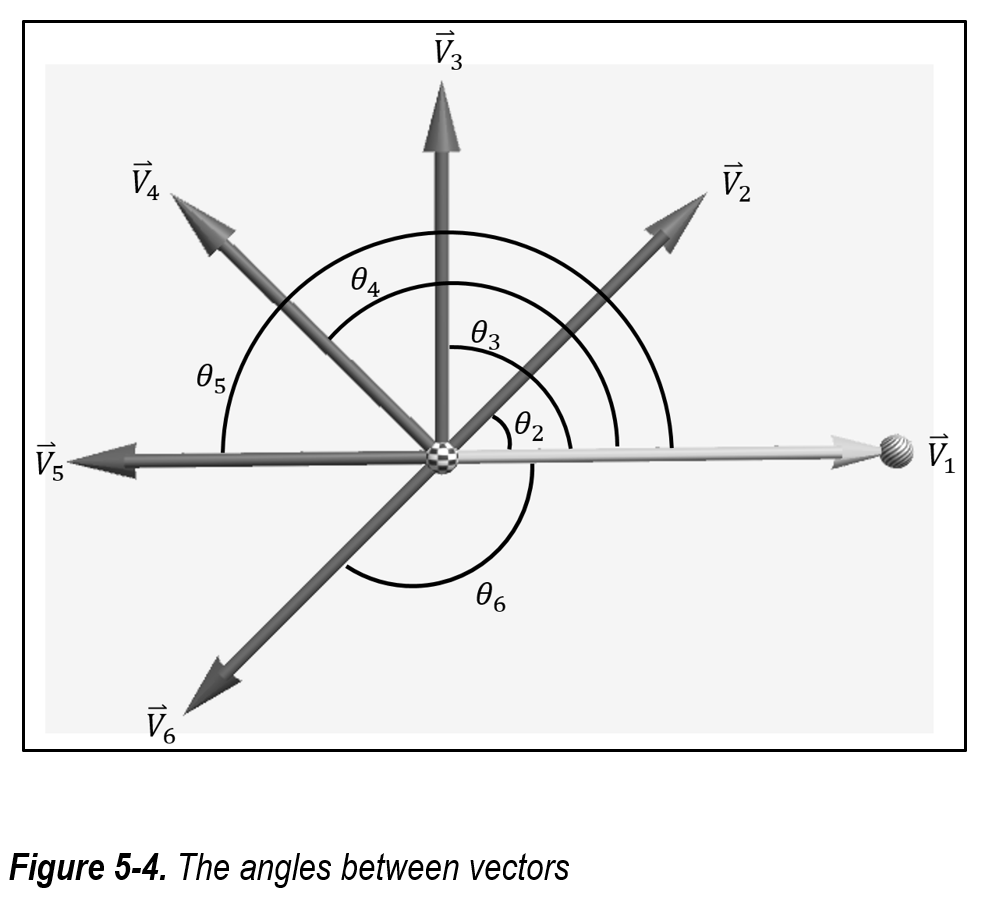 V⃗₃
V⃗₄
V⃗₂
θ₄
θ₃
θ₅
θ₂
V⃗₅
V⃗₁
θ₆
V⃗₆
Figure 5-4. The angles between vectors